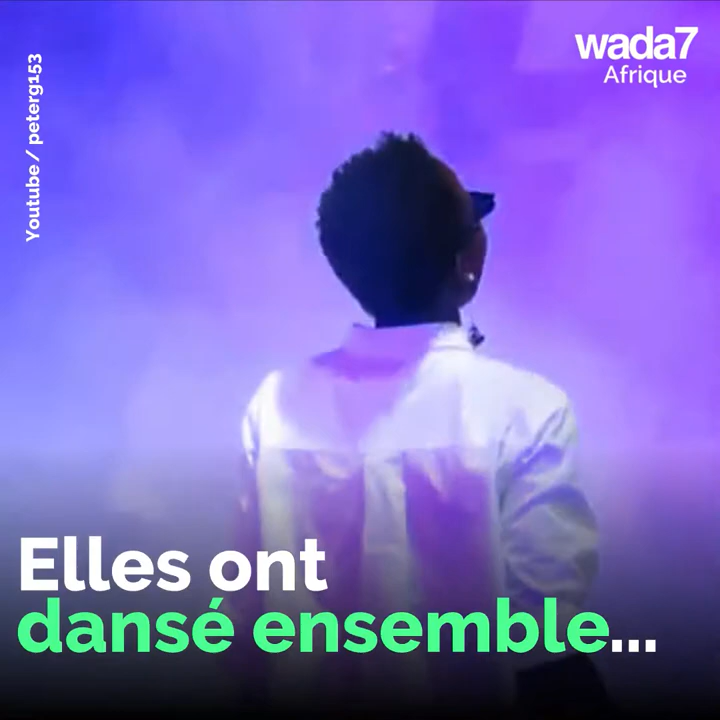 wada7
Afrique
Youtube / peterg153
Elles ont
dansé ensemble...